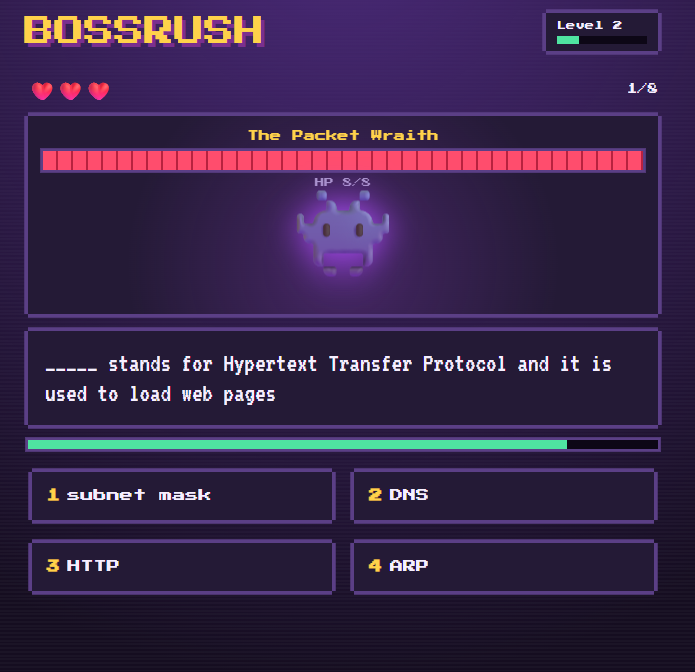 BOSSRUSH
Level 2
1/8
The Packet Wraith
HP 8/8
_____ stands for Hypertext Transfer Protocol and it is
used to load web pages
1 subnet mask
2 DNS
3 HTTP
4 ARP